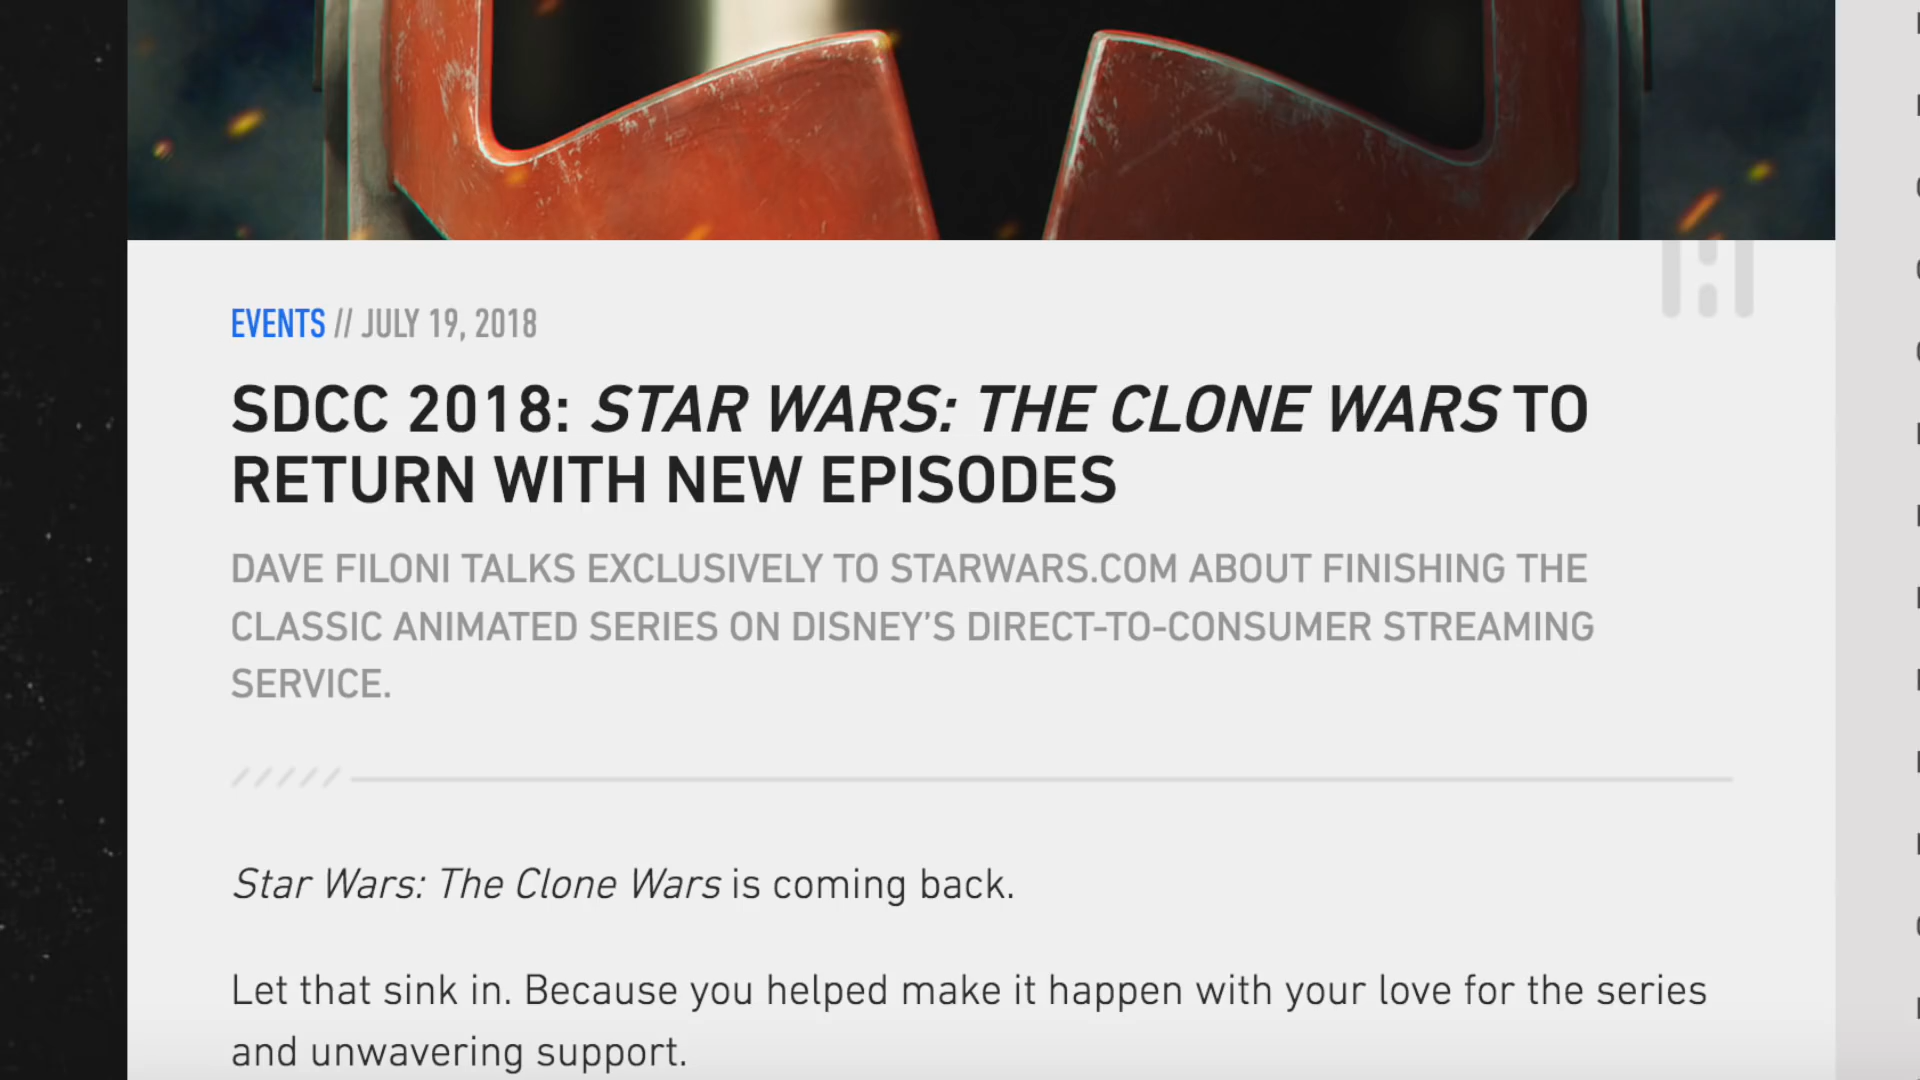 EVENTS // JULY 19, 2018
SDCC 2018: STAR WARS: THE CLONE WARS TO
RETURN WITH NEW EPISODES
DAVE FILONI TALKS EXCLUSIVELY TO STARWARS.COM ABOUT FINISHING THE
CLASSIC ANIMATED SERIES ON DISNEY’S DIRECT-TO-CONSUMER STREAMING
SERVICE.
Star Wars: The Clone Wars is coming back.
Let that sink in. Because you helped make it happen with your love for the series
and unwavering support.